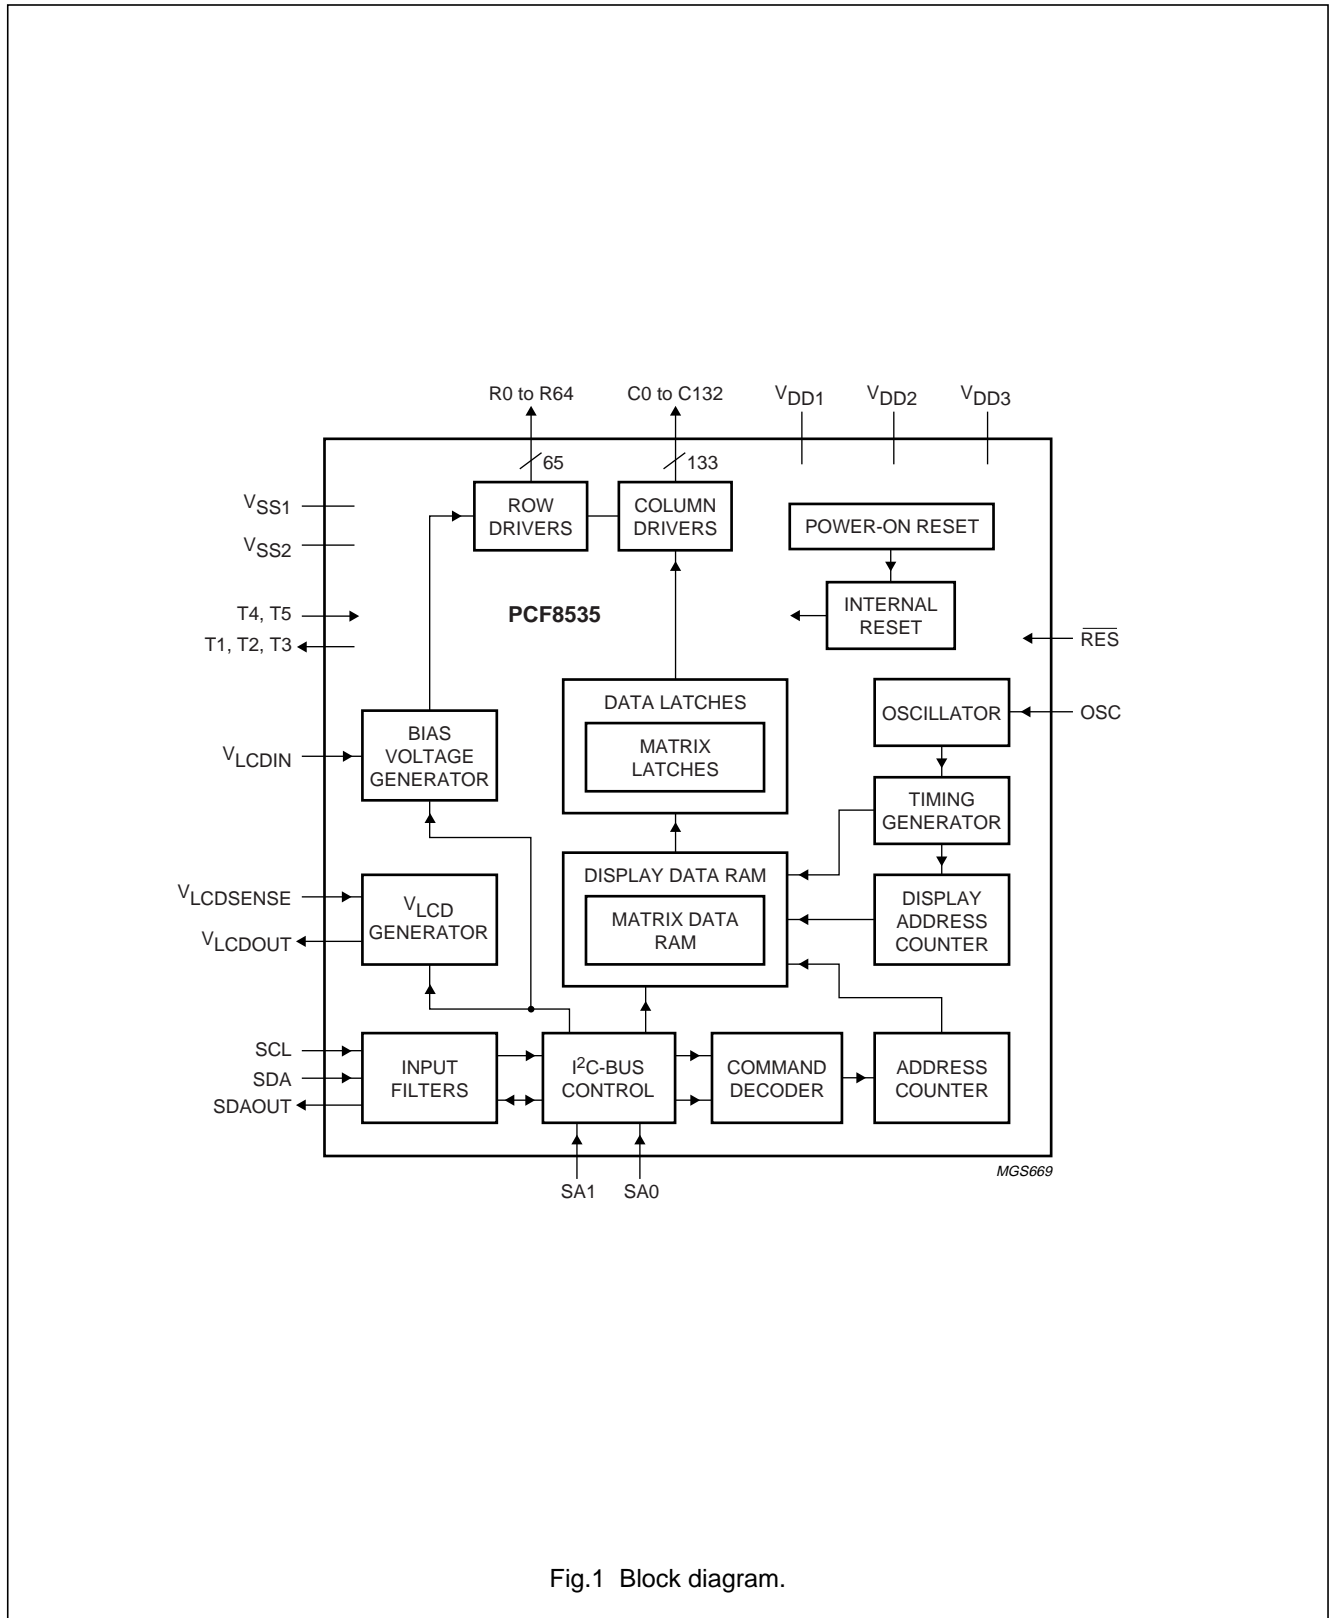 R0 to R64
C0 to C132
VDD1
VDD2
VDD3
65
133
VSS1
VSS2
T4, T5
T1, T2, T3
VLCDIN
VLCDSENSE
VLCDOUT
SCL
SDA
SDAOUT
ROW
DRIVERS
COLUMN
DRIVERS
POWER-ON RESET
INTERNAL
RESET
PCF8535
RES
OSC
OSCILLATOR
DATA LATCHES
MATRIX
LATCHES
BIAS
VOLTAGE
GENERATOR
TIMING
GENERATOR
DISPLAY DATA RAM
MATRIX DATA
RAM
DISPLAY
ADDRESS
COUNTER
VLCD
GENERATOR
INPUT
FILTERS
I²C-BUS
CONTROL
COMMAND
DECODER
ADDRESS
COUNTER
SA1
SA0
MGS669
Fig.1 Block diagram.